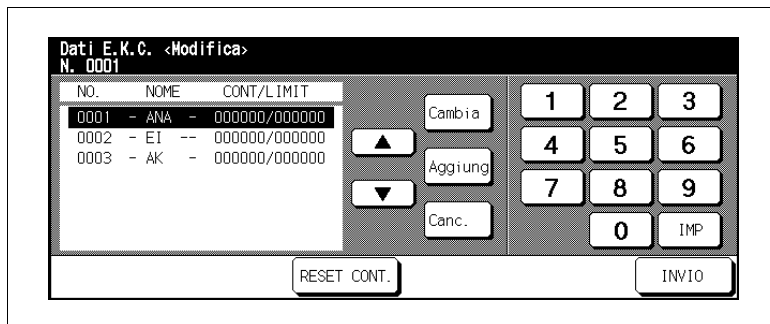 Dati E.K.C. <Modifica>
N. 0001
NO. NOME CONT/LIMIT
0001 - ANA - 000000/000000
0002 - EI -- 000000/000000
0003 - AK - 000000/000000
Cambia
Aggiung
Canc.
1 2 3
4 5 6
7 8 9
0 IMP
RESET CONT.
INVIO